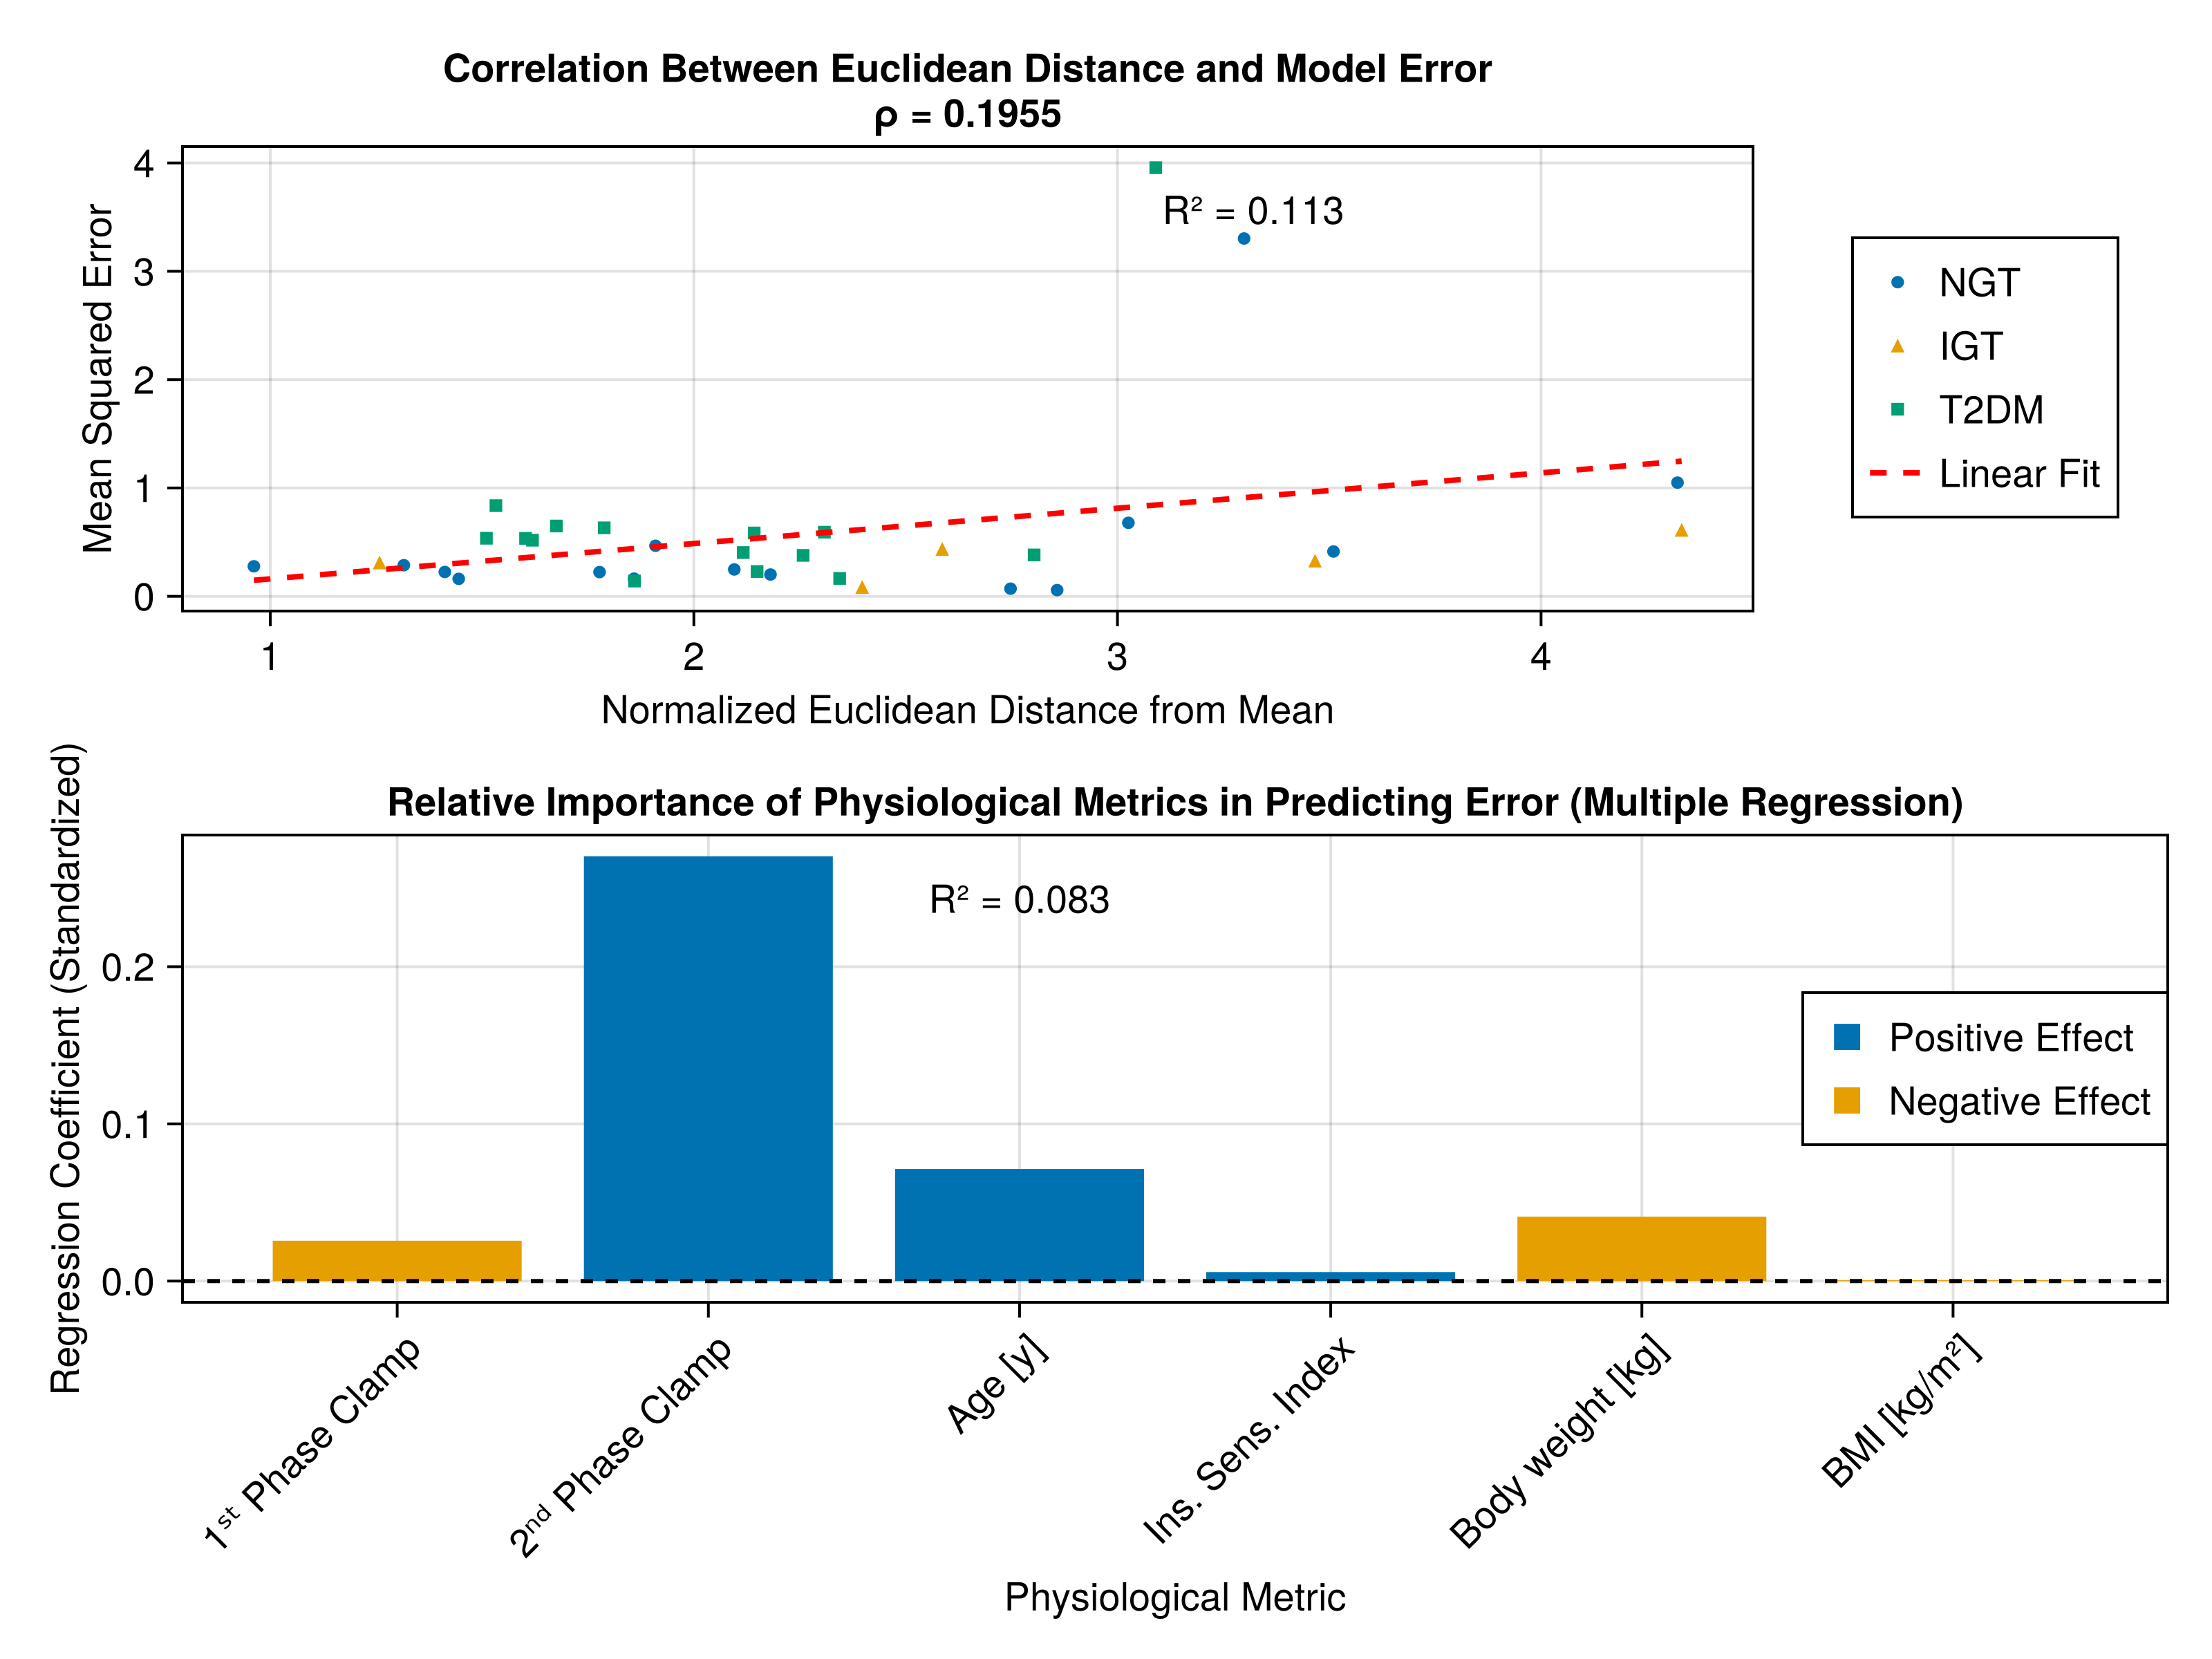 Correlation Between Euclidean Distance and Model Error
ρ = 0.1955
Mean Squared Error
4
3
2
1
0
R² = 0.113
1
2
3
4
Normalized Euclidean Distance from Mean
NGT
IGT
T2DM
Linear Fit
Relative Importance of Physiological Metrics in Predicting Error (Multiple Regression)
Regression Coefficient (Standardized)
0.2
0.1
0.0
R² = 0.083
Positive Effect
Negative Effect
1ˢᵗ Phase Clamp
2ⁿᵈ Phase Clamp
Age [y]
Ins. Sens. Index
Body weight [kg]
BMI [kg/m²]
Physiological Metric